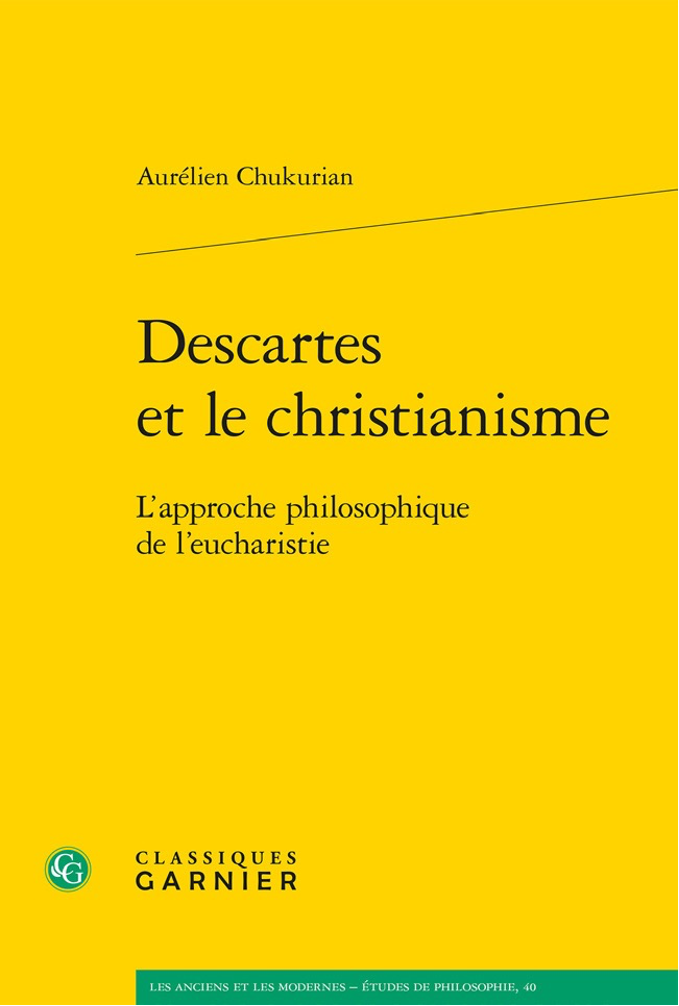 Aurélien Chukurian
Descartes
et le christianisme
L’approche philosophique
de l’eucharistie
CG
CLASSIQUES
GARNIER
LES ANCIENS ET LES MODERNES – ÉTUDES DE PHILOSOPHIE, 40